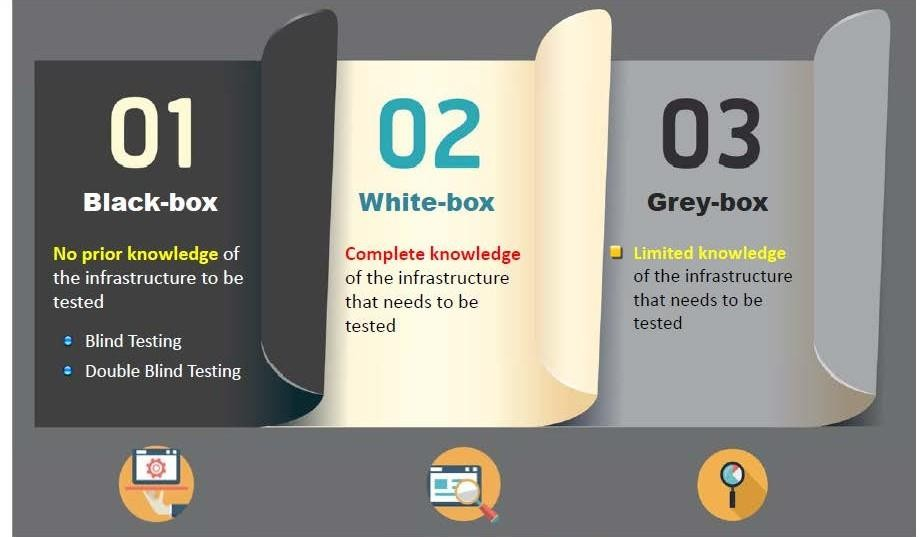 01
Black-box
No prior knowledge of
the infrastructure to be
tested
Blind Testing
Double Blind Testing
02
White-box
Complete knowledge
of the infrastructure
that needs to be
tested
03
Grey-box
Limited knowledge
of the infrastructure
that needs to be
tested